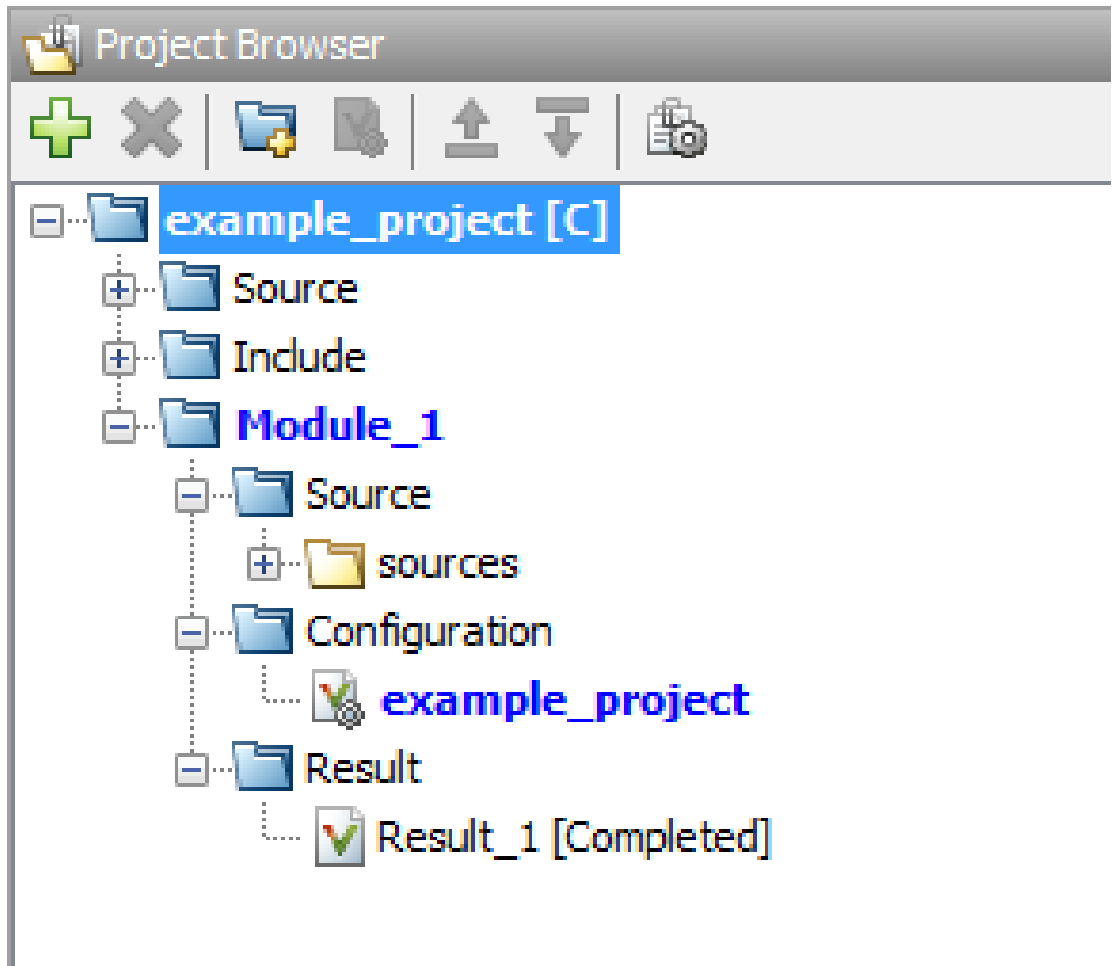 Project Browser
example_project [C]
Source
Include
Module_1
Source
sources
Configuration
example_project
Result
Result_1 [Completed]